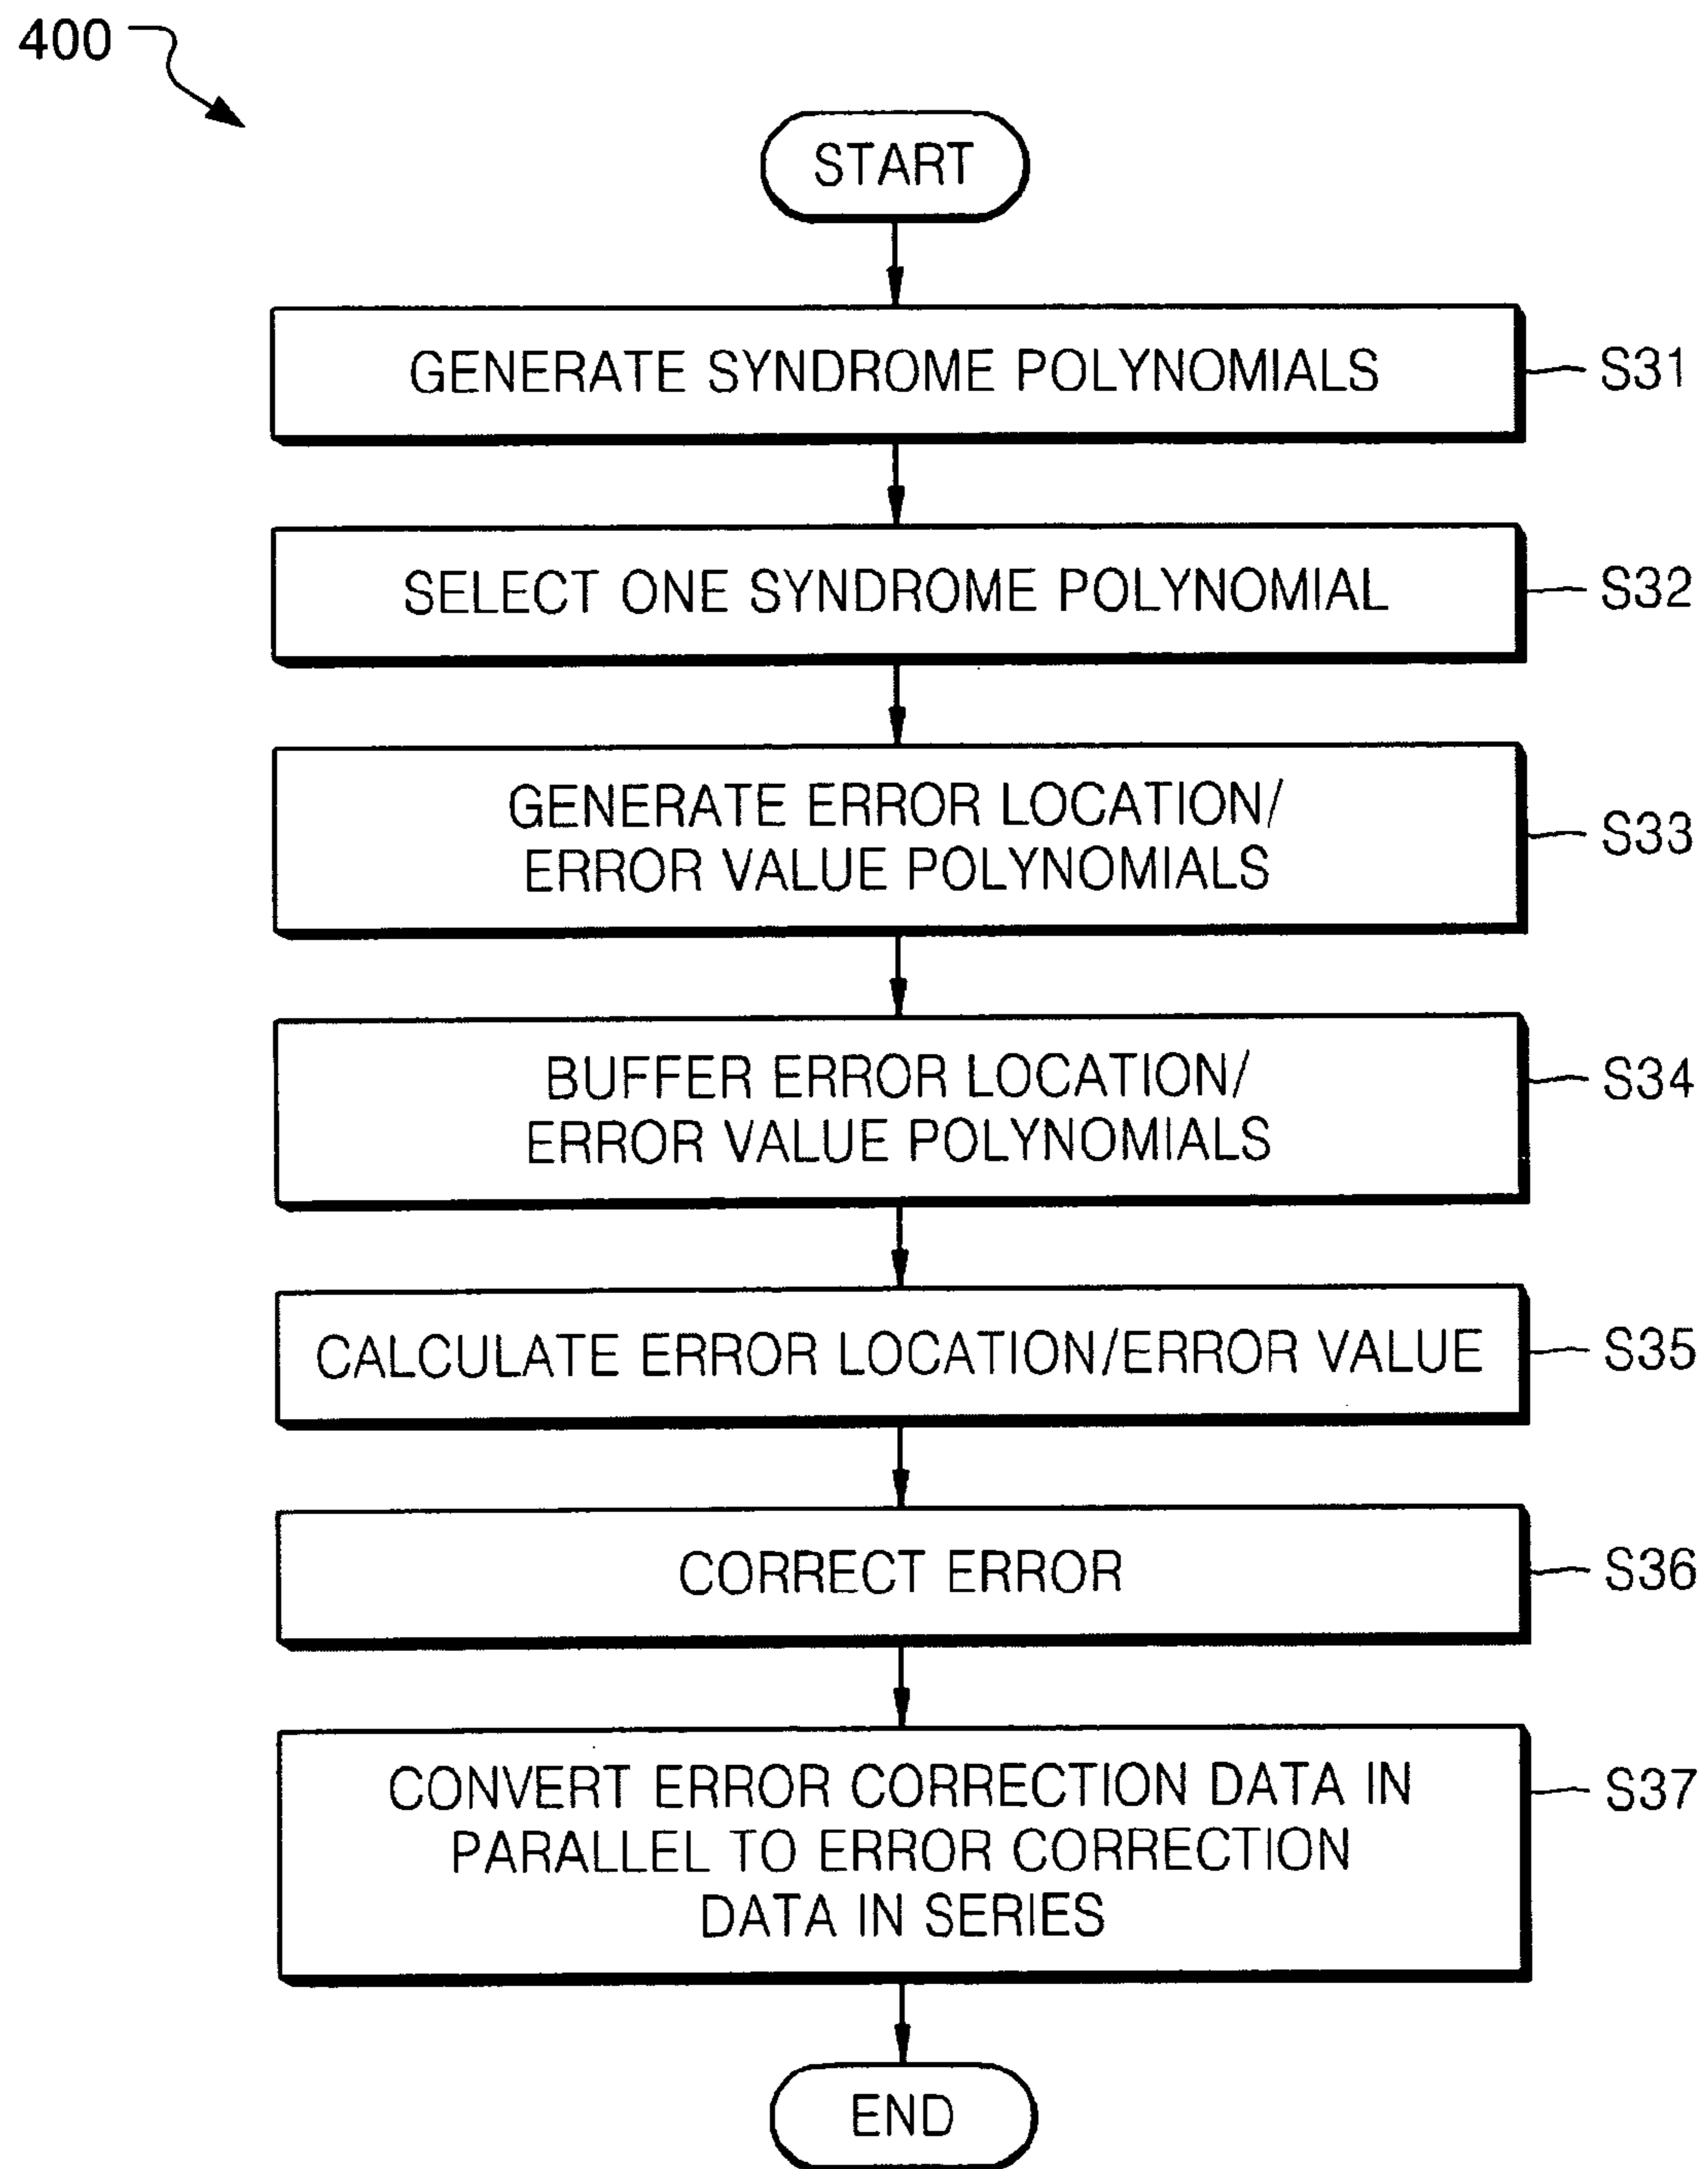 400
START
GENERATE SYNDROME POLYNOMIALS
S31
SELECT ONE SYNDROME POLYNOMIAL
S32
GENERATE ERROR LOCATION/
ERROR VALUE POLYNOMIALS
S33
BUFFER ERROR LOCATION/
ERROR VALUE POLYNOMIALS
S34
CALCULATE ERROR LOCATION/ERROR VALUE
S35
CORRECT ERROR
S36
CONVERT ERROR CORRECTION DATA IN
PARALLEL TO ERROR CORRECTION
DATA IN SERIES
S37
END